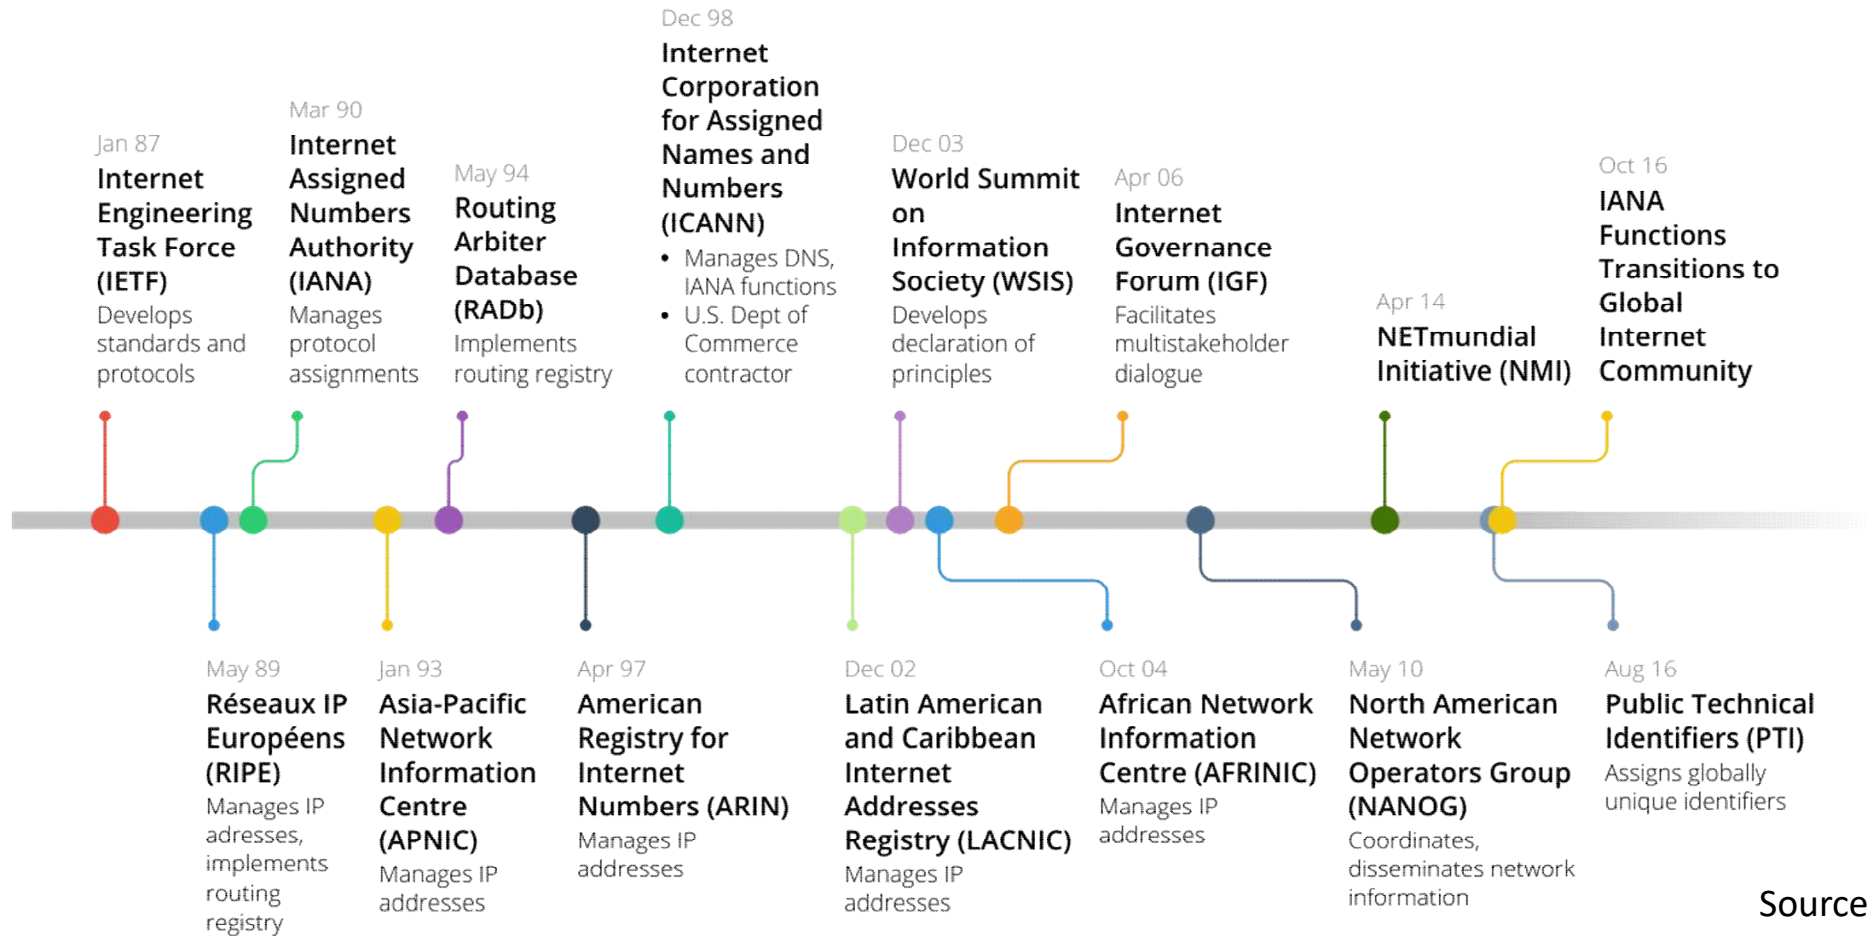 Jan 87
Internet
Engineering
Task Force
(IETF)
Develops
standards and
protocols
Mar 90
Internet
Assigned
Numbers
Authority
(IANA)
Manages
protocol
assignments
May 94
Routing
Arbiter
Database
(RADb)
Implements
routing registry
Dec 98
Internet
Corporation
for Assigned
Names and
Numbers
(ICANN)
• Manages DNS,
IANA functions
• U.S. Dept of
Commerce
contractor
Dec 03
World Summit
on
Information
Society (WSIS)
Develops
declaration of
principles
Apr 06
Internet
Governance
Forum (IGF)
Facilitates
multistakeholder
dialogue
Apr 14
NETmundial
Initiative (NMI)
Oct 16
IANA
Functions
Transitions to
Global
Internet
Community
May 89
Réseaux IP
Européens
(RIPE)
Manages IP
adresses,
implements
routing
registry
Jan 93
Asia-Pacific
Network
Information
Centre
(APNIC)
Manages IP
addresses
Apr 97
American
Registry for
Internet
Numbers (ARIN)
Manages IP
addresses
Dec 02
Latin American
and Caribbean
Internet
Addresses
Registry (LACNIC)
Manages IP
addresses
Oct 04
African Network
Information
Centre (AFRINIC)
Manages IP
addresses
May 10
North American
Network
Operators Group
(NANOG)
Coordinates,
disseminates network
information
Aug 16
Public Technical
Identifiers (PTI)
Assigns globally
unique identifiers
Source